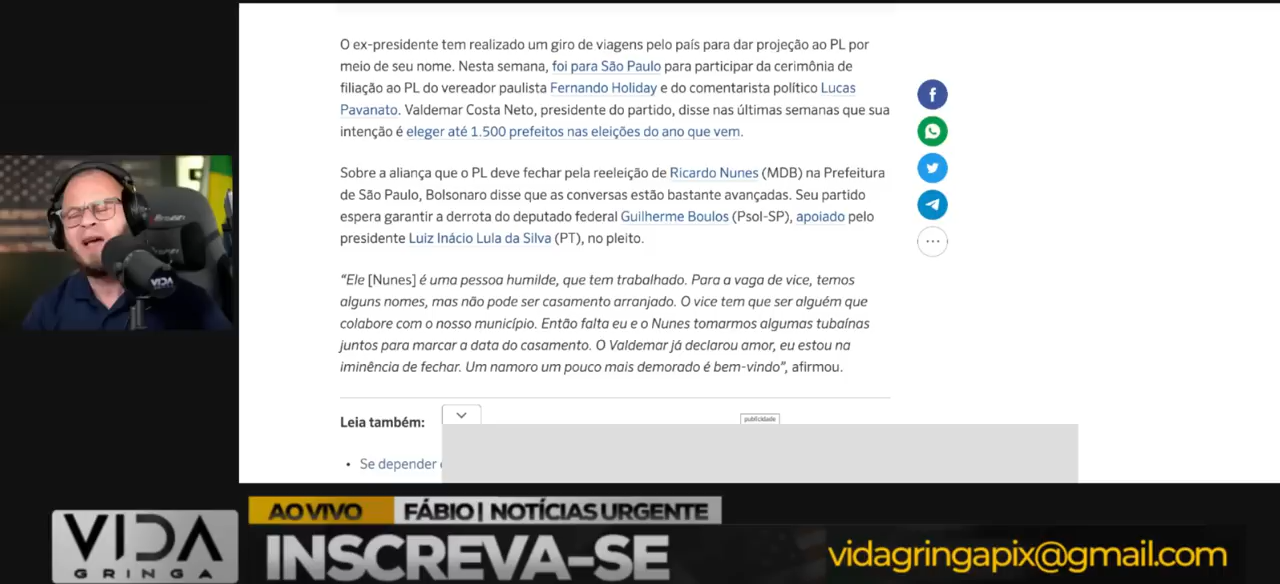 O ex-presidente tem realizado um giro de viagens pelo país para dar projeção ao PL por
meio de seu nome. Nesta semana, foi para São Paulo para participar da cerimônia de
filiação ao PL do vereador paulista Fernando Holiday e do comentarista político Lucas
Pavanato. Valdemar Costa Neto, presidente do partido, disse nas últimas semanas que sua
intenção é eleger até 1.500 prefeitos nas eleições do ano que vem.
Sobre a aliança que o PL deve fechar pela reeleição de Ricardo Nunes (MDB) na Prefeitura
de São Paulo, Bolsonaro disse que as conversas estão bastante avançadas. Seu partido
espera garantir a derrota do deputado federal Guilherme Boulos (Psol-SP), apoiado pelo
presidente Luiz Inácio Lula da Silva (PT), no pleito.
“Ele [Nunes] é uma pessoa humilde, que tem trabalhado. Para a vaga de vice, temos
alguns nomes, mas não pode ser casamento arranjado. O vice tem que ser alguém que
colabore com o nosso município. Então falta eu e o Nunes tomarmos algumas tubaínas
juntos para marcar a data do casamento. O Valdemar já declarou amor, eu estou na
iminência de fechar. Um namoro um pouco mais demorado é bem-vindo”, afirmou.
Leia também:
publicidade
• Se depender
VIDA
AO VIVO FÁBIO | NOTÍCIAS URGENTE
VIDA
GRINGA
INSCREVA-SE
vidagringapix@gmail.com